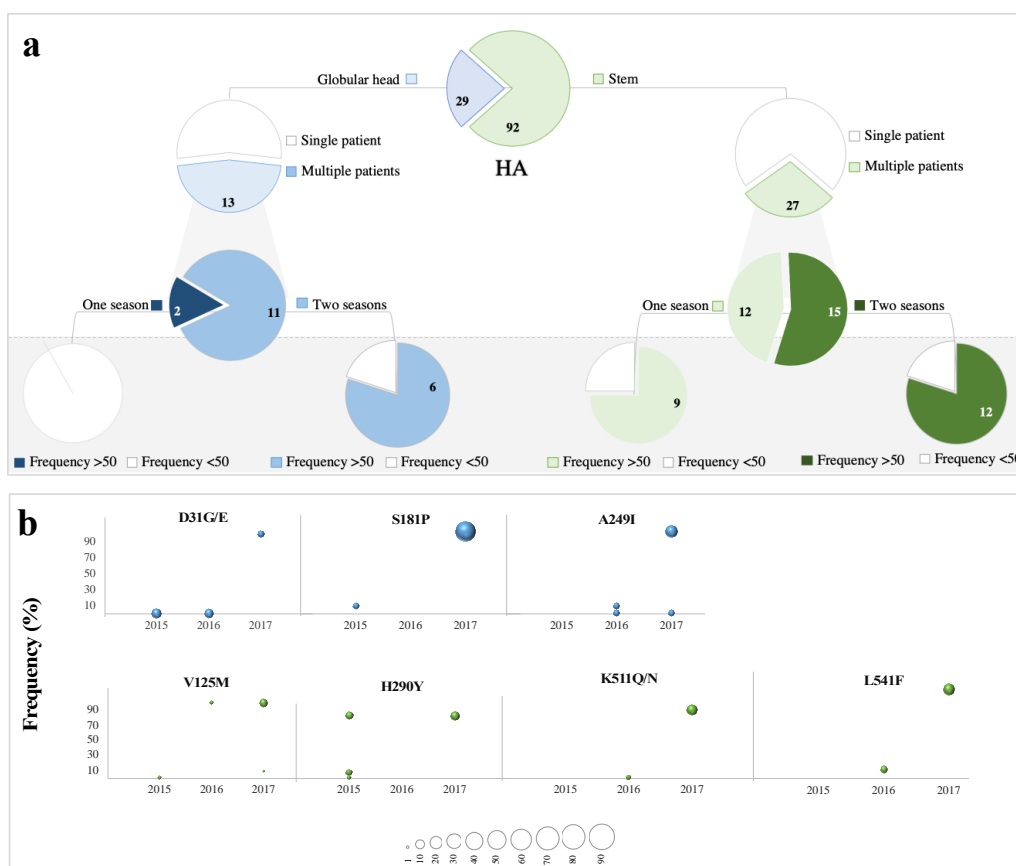 a
Globular head
Stem
29
92
HA
Single patient
Multiple patients
13
Single patient
Multiple patients
27
One season
2
11
Two seasons
One season
12
15
Two seasons
6
9
12
Frequency >50
Frequency <50
Frequency >50
Frequency <50
Frequency >50
Frequency <50
Frequency >50
Frequency <50
b
Frequency (%)
D31G/E
S181P
A249I
90
70
50
30
10
2015 2016 2017
2015 2016 2017
2015 2016 2017
V125M
H290Y
K511Q/N
L541F
90
70
50
30
10
2015 2016 2017
2015 2016 2017
2015 2016 2017
2015 2016 2017
1 10 20 30 40 50 60 70 80 90